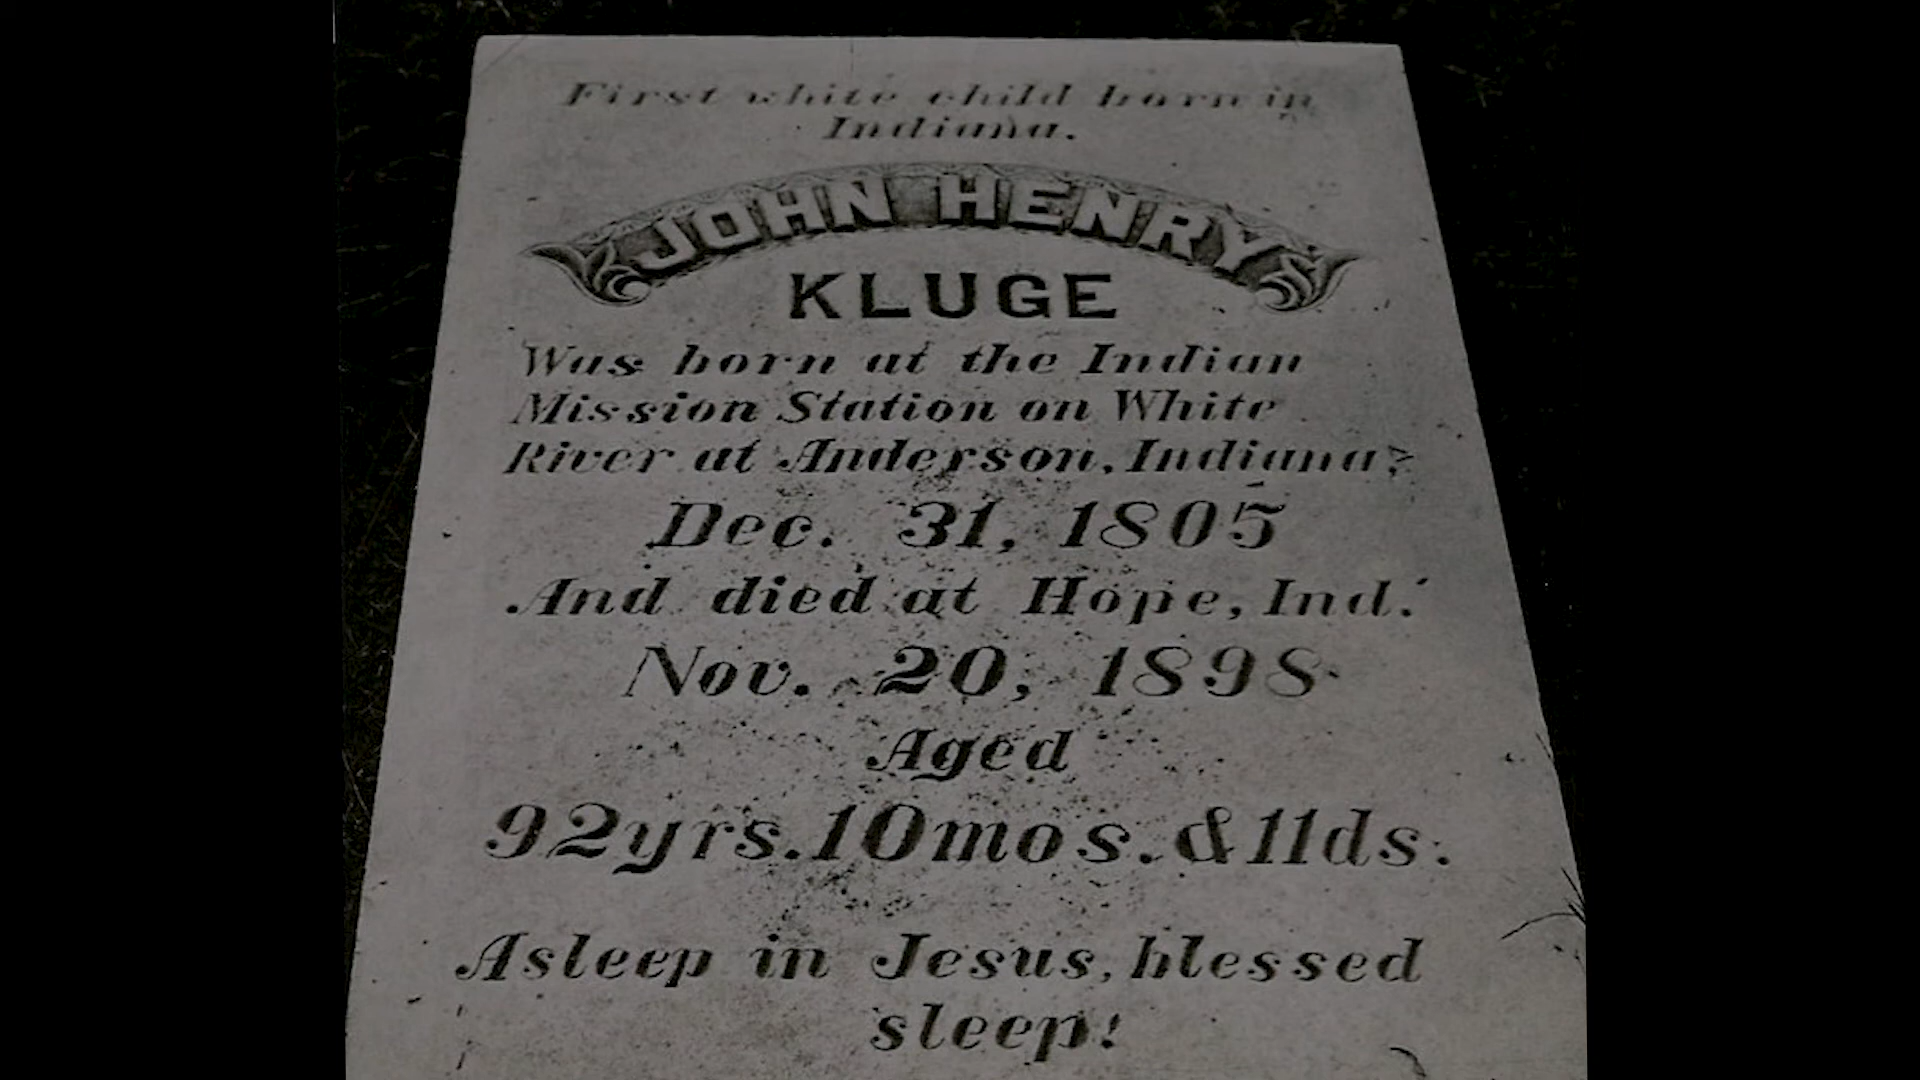 First white child born in
Indiana.
JOHN HENRY
KLUGE
Was born at the Indian
Mission Station on White
River at Anderson, Indiana,
Dec. 31, 1805
And died at Hope, Ind.
Nov. 20, 1898
Aged
92yrs. 10mos. & 11ds.
Asleep in Jesus, blessed
sleep!